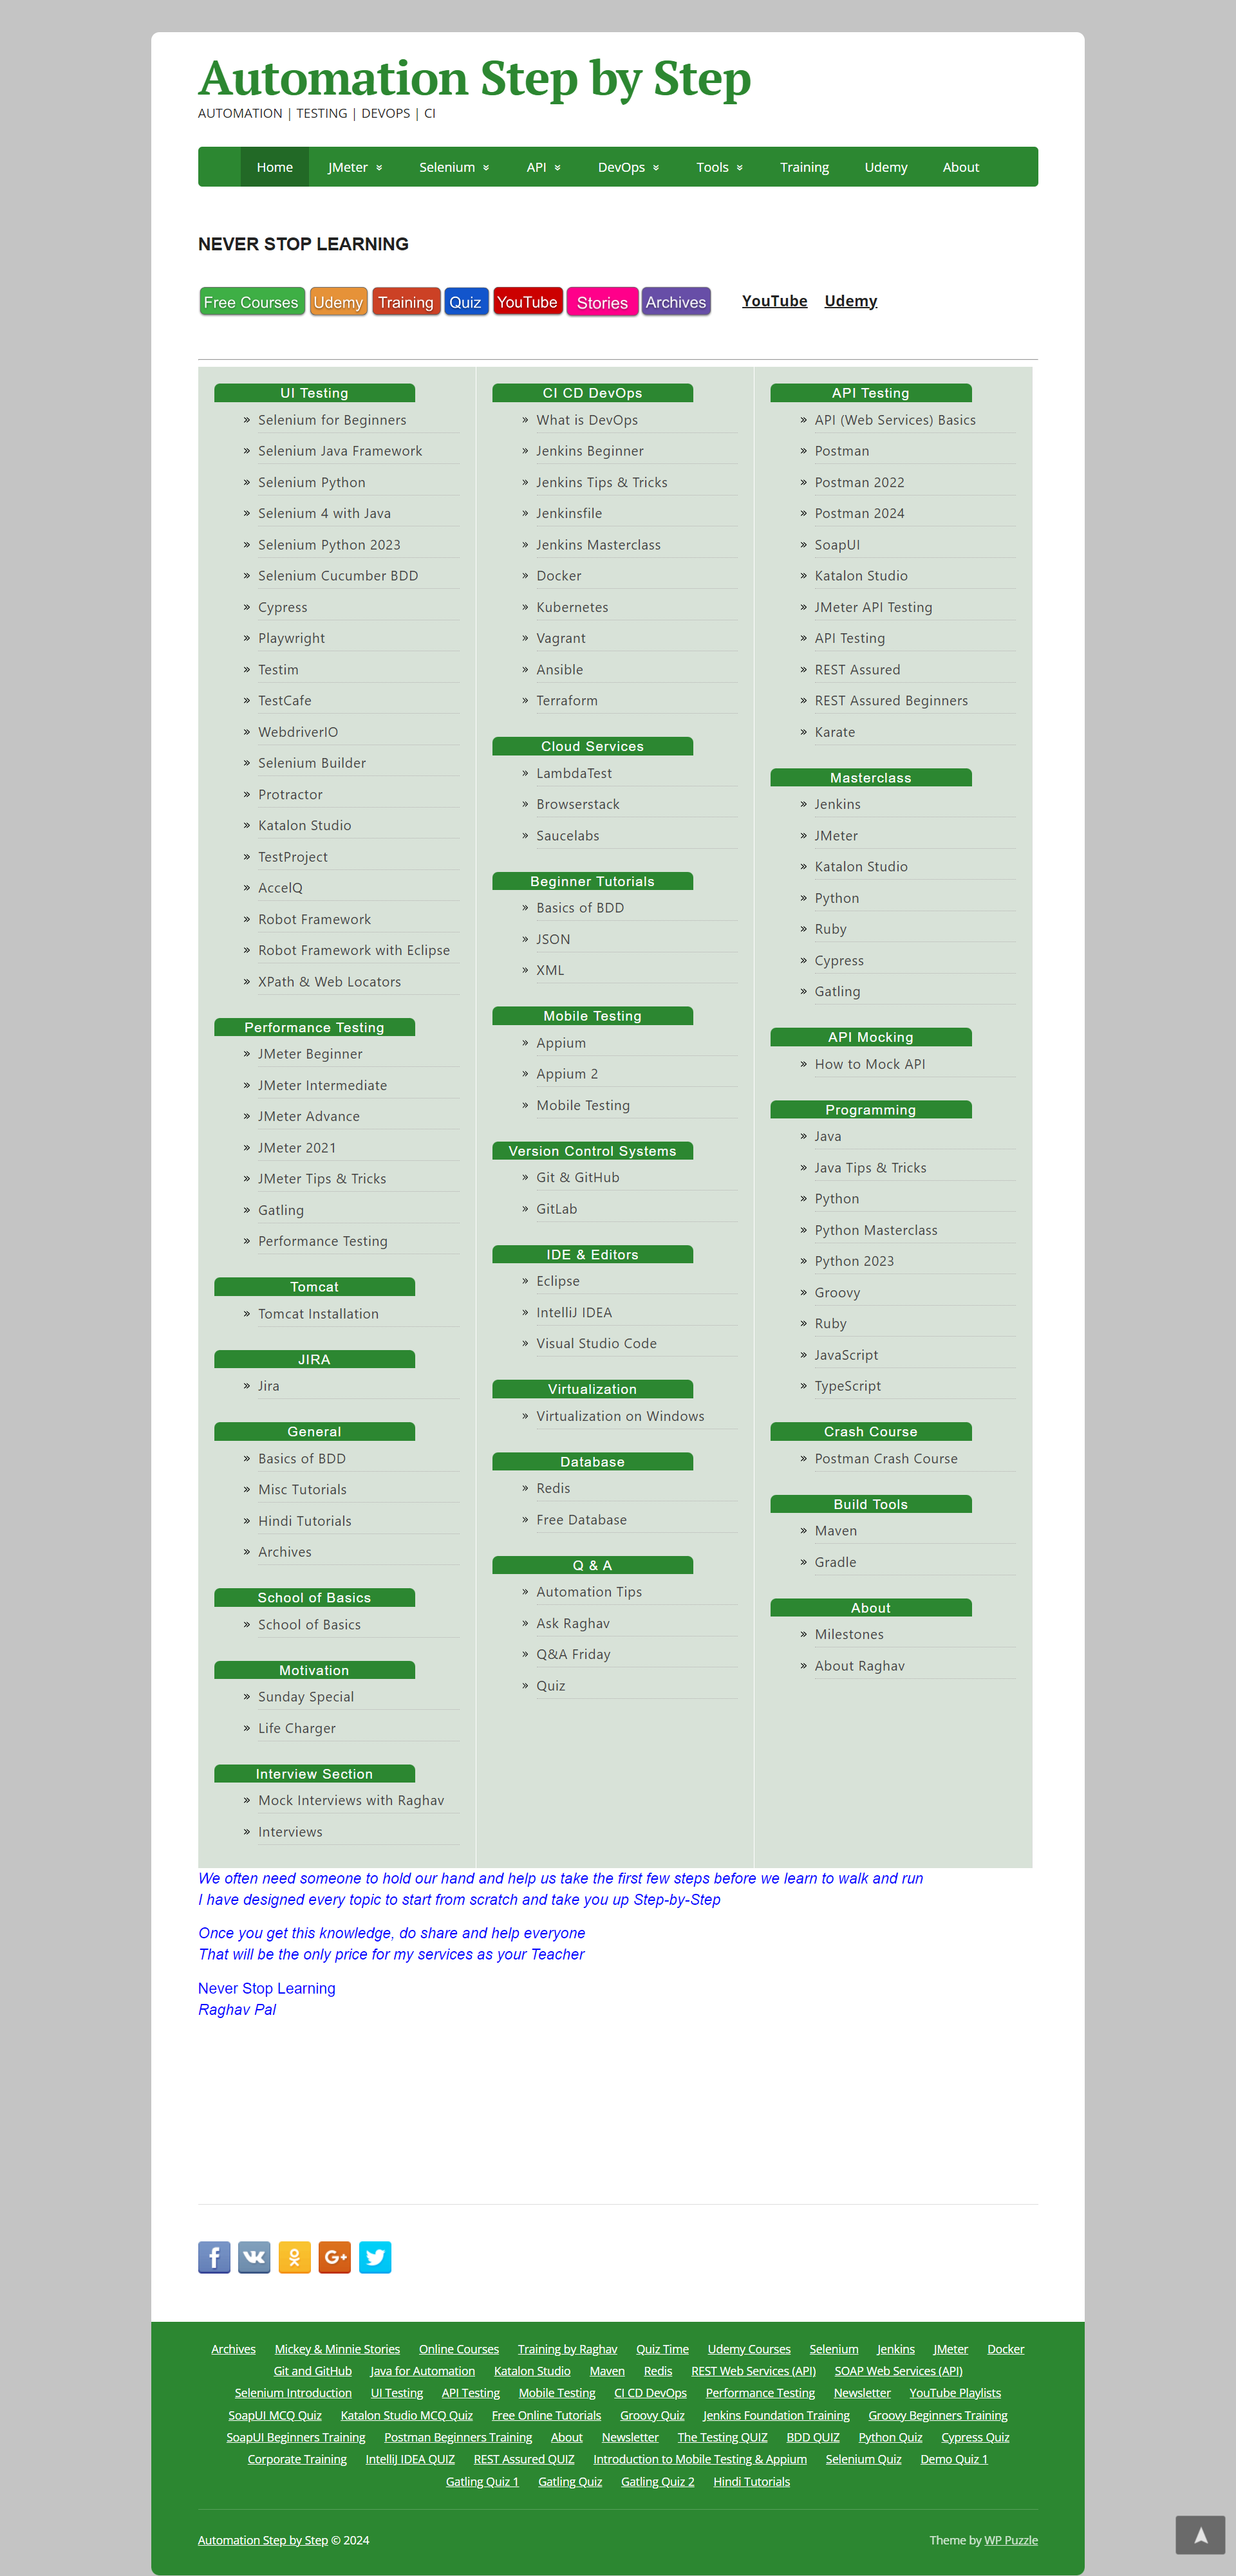 Automation Step by Step
AUTOMATION | TESTING | DEVOPS | CI
Home JMeter Selenium API DevOps Tools Training Udemy About
NEVER STOP LEARNING
Free Courses Udemy Training Quiz YouTube Stories Archives YouTube Udemy
UI Testing
» Selenium for Beginners
» Selenium Java Framework
» Selenium Python
» Selenium 4 with Java
» Selenium Python 2023
» Selenium Cucumber BDD
» Cypress
» Playwright
» Testim
» TestCafe
» WebdriverIO
» Selenium Builder
» Protractor
» Katalon Studio
» TestProject
» AccelQ
» Robot Framework
» Robot Framework with Eclipse
» XPath & Web Locators
Performance Testing
» JMeter Beginner
» JMeter Intermediate
» JMeter Advance
» JMeter 2021
» JMeter Tips & Tricks
» Gatling
» Performance Testing
Tomcat
» Tomcat Installation
JIRA
» Jira
General
» Basics of BDD
» Misc Tutorials
» Hindi Tutorials
» Archives
School of Basics
» School of Basics
Motivation
» Sunday Special
» Life Charger
Interview Section
» Mock Interviews with Raghav
» Interviews
CI CD DevOps
» What is DevOps
» Jenkins Beginner
» Jenkins Tips & Tricks
» Jenkinsfile
» Jenkins Masterclass
» Docker
» Kubernetes
» Vagrant
» Ansible
» Terraform
Cloud Services
» LambdaTest
» Browserstack
» Saucelabs
Beginner Tutorials
» Basics of BDD
» JSON
» XML
Mobile Testing
» Appium
» Appium 2
» Mobile Testing
Version Control Systems
» Git & GitHub
» GitLab
IDE & Editors
» Eclipse
» IntelliJ IDEA
» Visual Studio Code
Virtualization
» Virtualization on Windows
Database
» Redis
» Free Database
Q & A
» Automation Tips
» Ask Raghav
» Q&A Friday
» Quiz
API Testing
» API (Web Services) Basics
» Postman
» Postman 2022
» Postman 2024
» SoapUI
» Katalon Studio
» JMeter API Testing
» API Testing
» REST Assured
» REST Assured Beginners
» Karate
Masterclass
» Jenkins
» JMeter
» Katalon Studio
» Python
» Ruby
» Cypress
» Gatling
API Mocking
» How to Mock API
Programming
» Java
» Java Tips & Tricks
» Python
» Python Masterclass
» Python 2023
» Groovy
» Ruby
» JavaScript
» TypeScript
Crash Course
» Postman Crash Course
Build Tools
» Maven
» Gradle
About
» Milestones
» About Raghav
We often need someone to hold our hand and help us take the first few steps before we learn to walk and run
I have designed every topic to start from scratch and take you up Step-by-Step
Once you get this knowledge, do share and help everyone
That will be the only price for my services as your Teacher
Never Stop Learning
Raghav Pal
Archives Mickey & Minnie Stories Online Courses Training by Raghav Quiz Time Udemy Courses Selenium Jenkins JMeter Docker
Git and GitHub Java for Automation Katalon Studio Maven Redis REST Web Services (API) SOAP Web Services (API)
Selenium Introduction UI Testing API Testing Mobile Testing CI CD DevOps Performance Testing Newsletter YouTube Playlists
SoapUI MCQ Quiz Katalon Studio MCQ Quiz Free Online Tutorials Groovy Quiz Jenkins Foundation Training Groovy Beginners Training
SoapUI Beginners Training Postman Beginners Training About Newsletter The Testing QUIZ BDD QUIZ Python Quiz Cypress Quiz
Corporate Training IntelliJ IDEA QUIZ REST Assured QUIZ Introduction to Mobile Testing & Appium Selenium Quiz Demo Quiz 1
Gatling Quiz 1 Gatling Quiz Gatling Quiz 2 Hindi Tutorials
Automation Step by Step © 2024 Theme by WP Puzzle